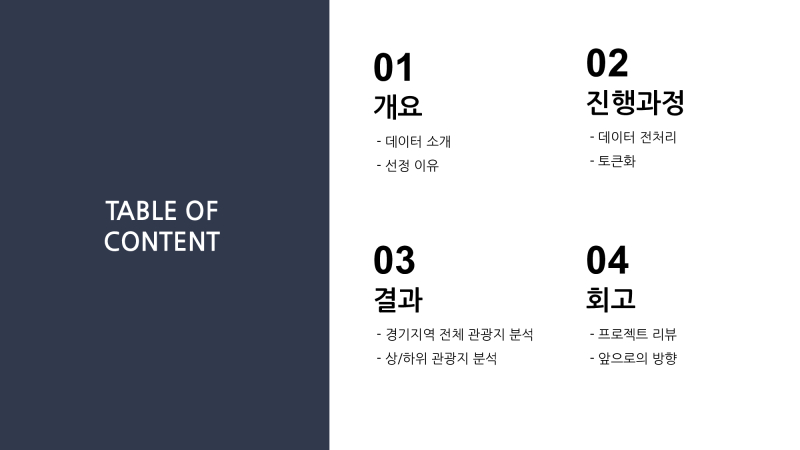 TABLE OF
CONTENT
01
개요
- 데이터 소개
- 선정 이유
02
진행과정
- 데이터 전처리
- 토큰화
03
결과
- 경기지역 전체 관광지 분석
- 상/하위 관광지 분석
04
회고
- 프로젝트 리뷰
- 앞으로의 방향